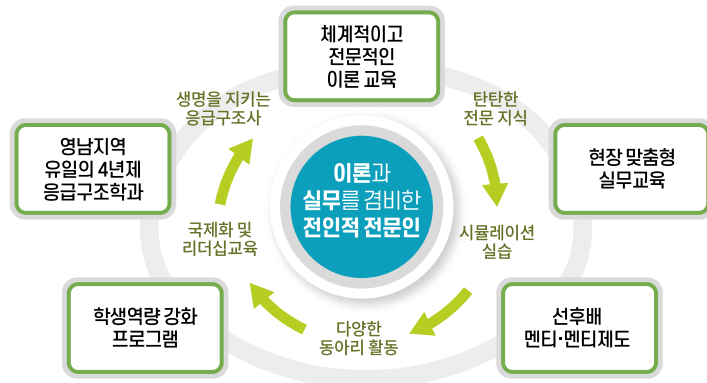 체계적이고
전문적인
이론 교육
생명을 지키는
응급구조사
탄탄한
전문 지식
영남지역
유일의 4년제
응급구조학과
현장 맞춤형
실무교육
이론과
실무를 겸비한
전인적 전문인
국제화 및
리더십교육
시뮬레이션
실습
학생역량 강화
프로그램
다양한
동아리 활동
선후배
멘티·멘티제도